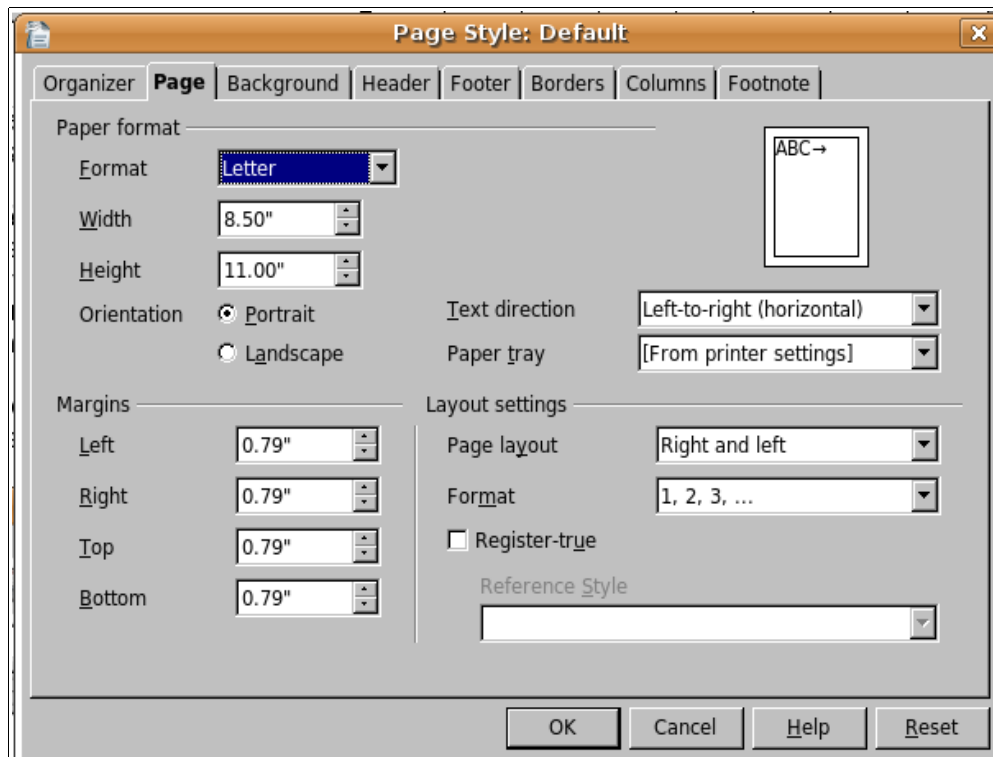 Page Style: Default
Organizer Page Background Header Footer Borders Columns Footnote
Paper format
Format Letter
Width 8.50"
Height 11.00"
Orientation Portrait
Landscape
ABC→
Text direction Left-to-right (horizontal)
Paper tray [From printer settings]
Margins
Left 0.79"
Right 0.79"
Top 0.79"
Bottom 0.79"
Layout settings
Page layout Right and left
Format 1, 2, 3, ...
Register-true
Reference Style
OK Cancel Help Reset